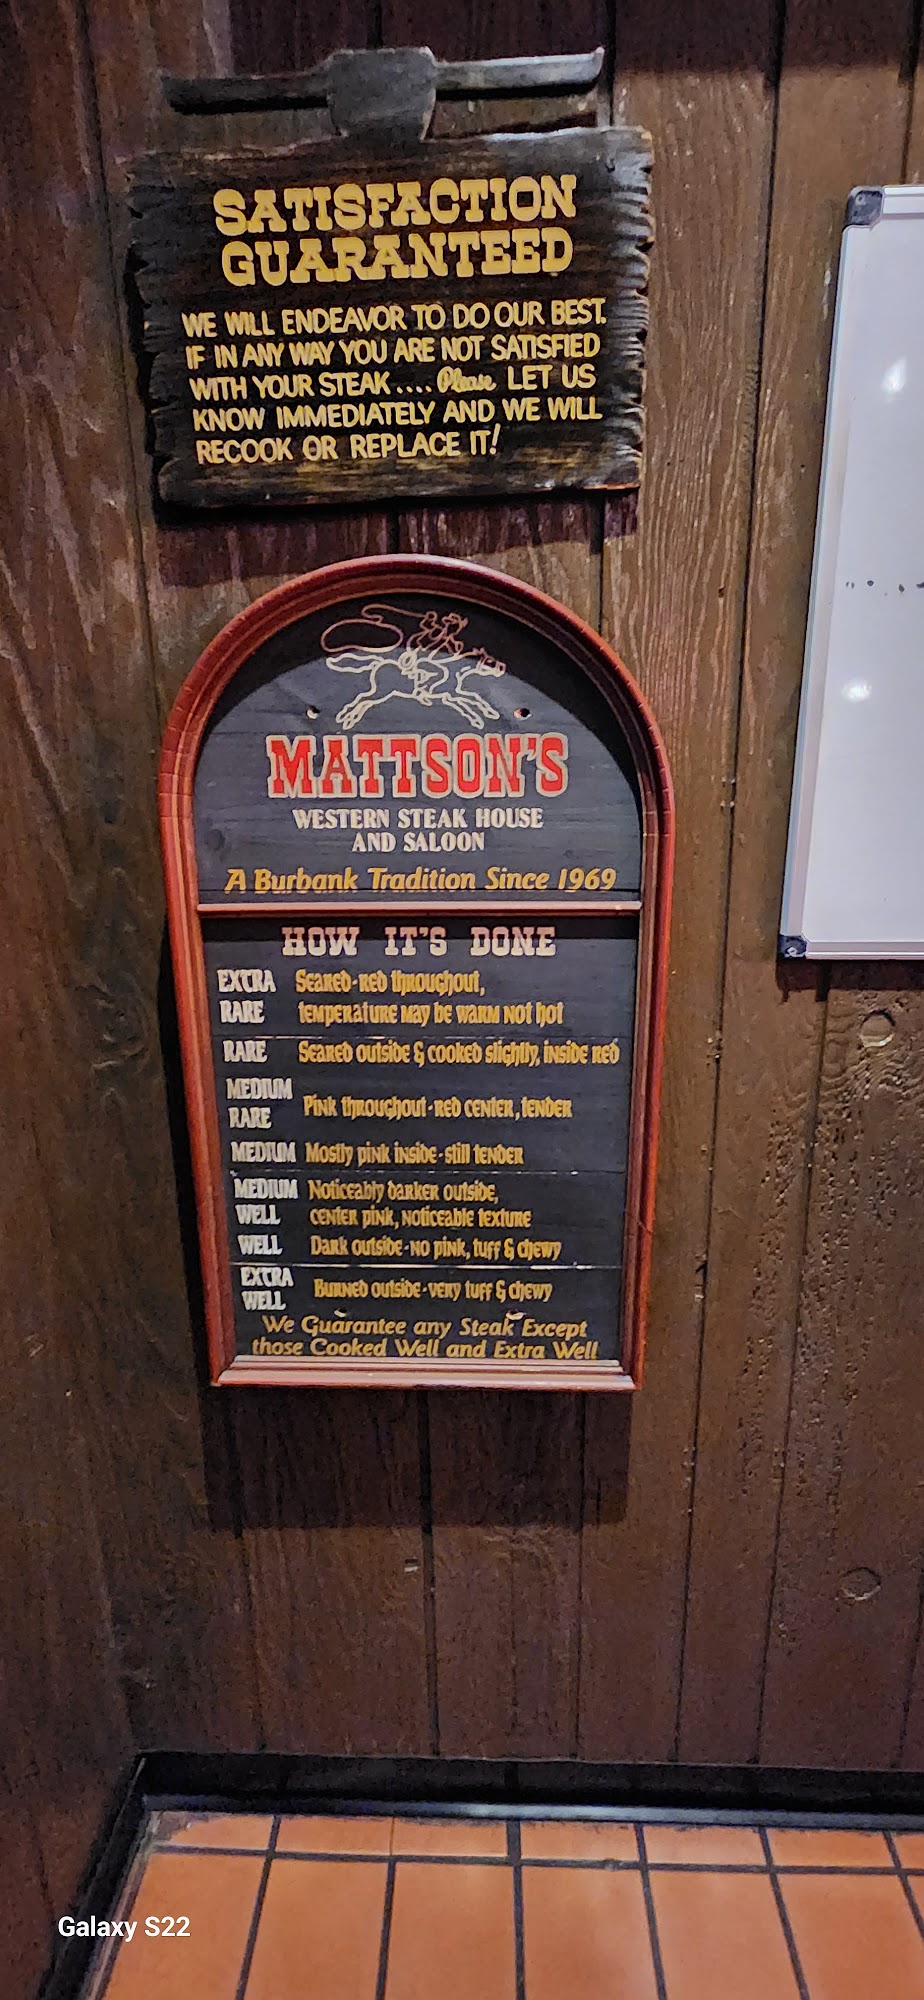 SATISFACTION
GUARANTEED
WE WILL ENDEAVOR TO DO OUR BEST.
IF IN ANY WAY YOU ARE NOT SATISFIED
WITH YOUR STEAK .... Please LET US
KNOW IMMEDIATELY AND WE WILL
RECOOK OR REPLACE IT!
MATTSON'S
WESTERN STEAK HOUSE
AND SALOON
A Burbank Tradition Since 1969
HOW IT'S DONE
EXTRA Seared-red throughout,
RARE temperature may be warm not hot
RARE Seared outside & cooked slightly, inside red
MEDIUM
RARE Pink throughout-red center, tender
MEDIUM Mostly pink inside-still tender
MEDIUM Noticeably darker outside,
WELL center pink, noticeable texture
WELL Dark outside-no pink, tuff & chewy
EXTRA
WELL Burned outside-very tuff & chewy
We Guarantee any Steak Except
those Cooked Well and Extra Well
Galaxy S22